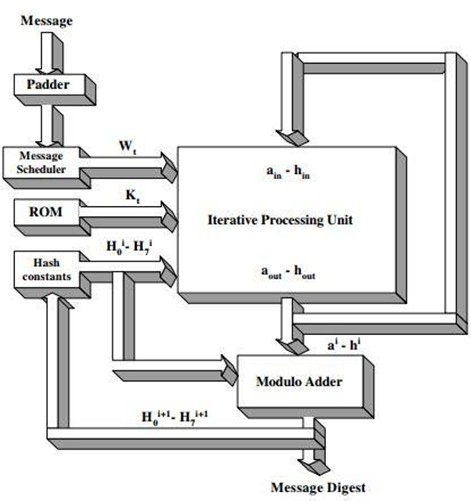 Message
Padder
Message
Scheduler
Wₜ
ROM
Kₜ
Hash
constants
H₀ⁱ- H₇ⁱ
aᵢₙ - hᵢₙ
Iterative Processing Unit
aₒᵤₜ - hₒᵤₜ
aⁱ - hⁱ
Modulo Adder
H₀ⁱ⁺¹- H₇ⁱ⁺¹
Message Digest